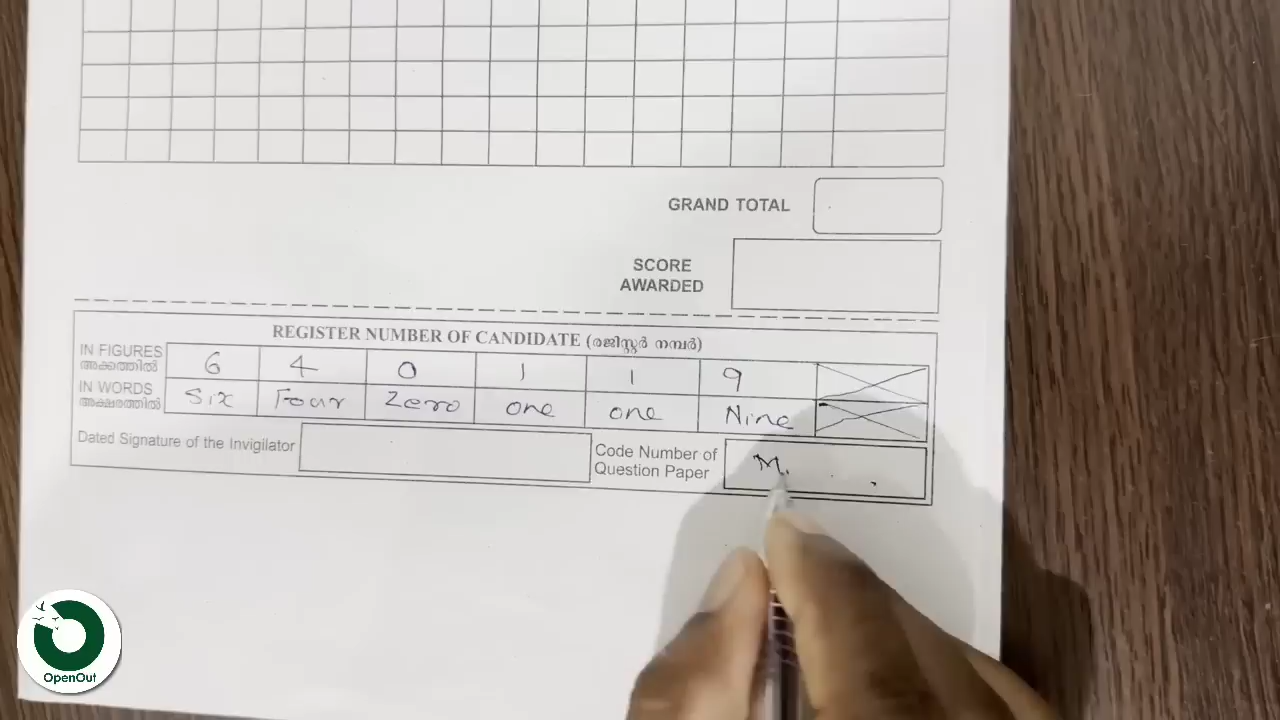 GRAND TOTAL
SCORE
AWARDED
REGISTER NUMBER OF CANDIDATE (രജിസ്റ്റർ നമ്പർ)
IN FIGURES 6 4 0 1 1 9
അക്കത്തിൽ
IN WORDS Six Four Zero one one Nine
അക്ഷരത്തിൽ
Dated Signature of the Invigilator
Code Number of
Question Paper M.
OpenOut